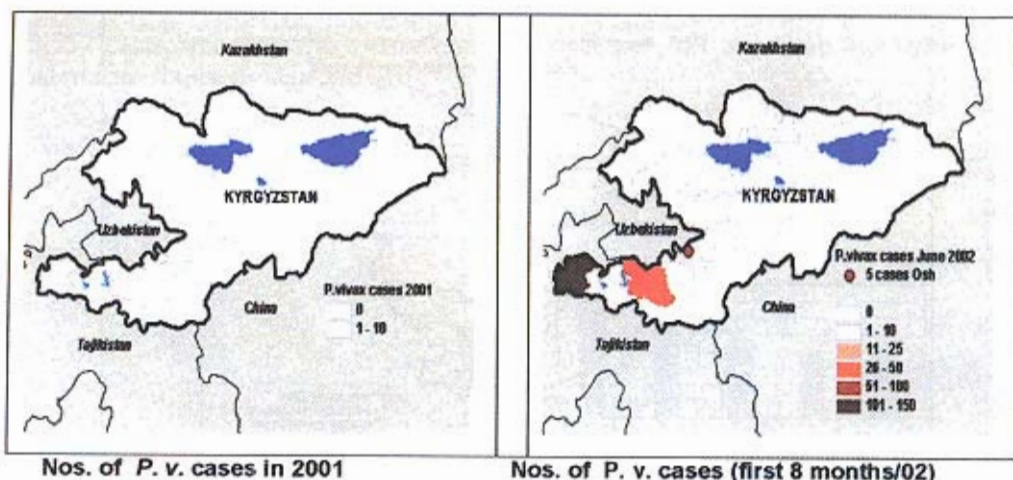 Kazakhstan
KYRGYZSTAN
Uzbekistan
P.vivax cases 2001
0
1 - 10
China
Tajikistan
Nos. of P. v. cases in 2001
Kazakhstan
KYRGYZSTAN
Uzbekistan
P.vivax cases June 2002
5 cases Osh
China
0
1 - 10
11 - 25
26 - 50
51 - 100
101 - 150
Tajikistan
Nos. of P. v. cases (first 8 months/02)